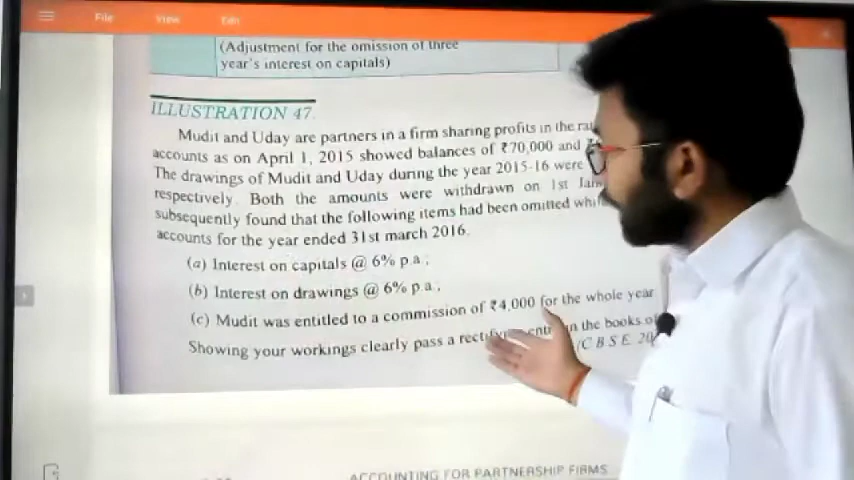 File View Edit
(Adjustment for the omission of three
year's interest on capitals)
ILLUSTRATION 47.
Mudit and Uday are partners in a firm sharing profits in the
accounts as on April 1, 2015 showed balances of ₹70,000 and
The drawings of Mudit and Uday during the year 2015-16 were
respectively. Both the amounts were withdrawn on 1st
subsequently found that the following items had been omitted
accounts for the year ended 31st march 2016.
(a) Interest on capitals @ 6% p.a.;
(b) Interest on drawings @ 6% p.a.;
(c) Mudit was entitled to a commission of ₹4,000 for the whole year
Showing your workings clearly pass a in the books of
(C.B.S.E. 20
ACCOUNTING FOR PARTNERSHIP FIRMS